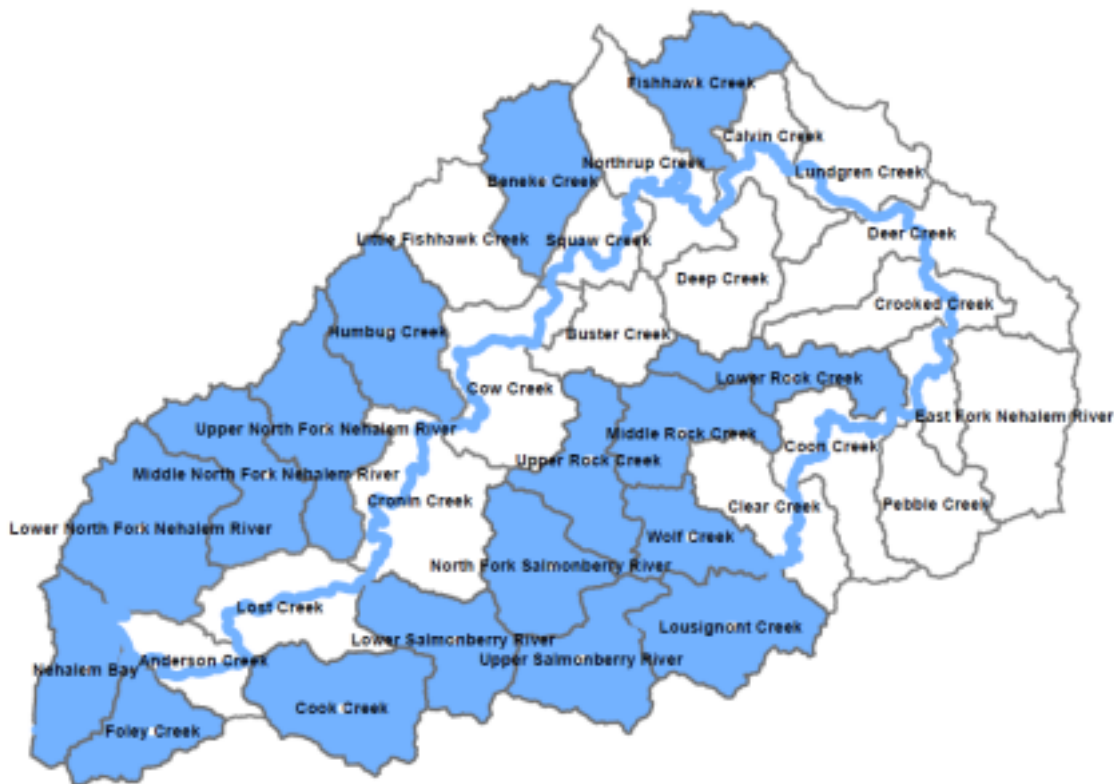 Fishhawk Creek
Calvin Creek
Northrup Creek
Lundgren Creek
Beneke Creek
Little Fishhawk Creek
Squaw Creek
Deer Creek
Deep Creek
Crooked Creek
Humbug Creek
Buster Creek
Lower Rock Creek
Cow Creek
East Fork Nehalem River
Upper North Fork Nehalem River
Middle Rock Creek
Coon Creek
Upper Rock Creek
Middle North Fork Nehalem River
Cronin Creek
Clear Creek
Pebble Creek
Lower North Fork Nehalem River
Wolf Creek
North Fork Salmonberry River
Lost Creek
Lousignont Creek
Lower Salmonberry River
Upper Salmonberry River
Anderson Creek
Nehalem Bay
Cook Creek
Foley Creek